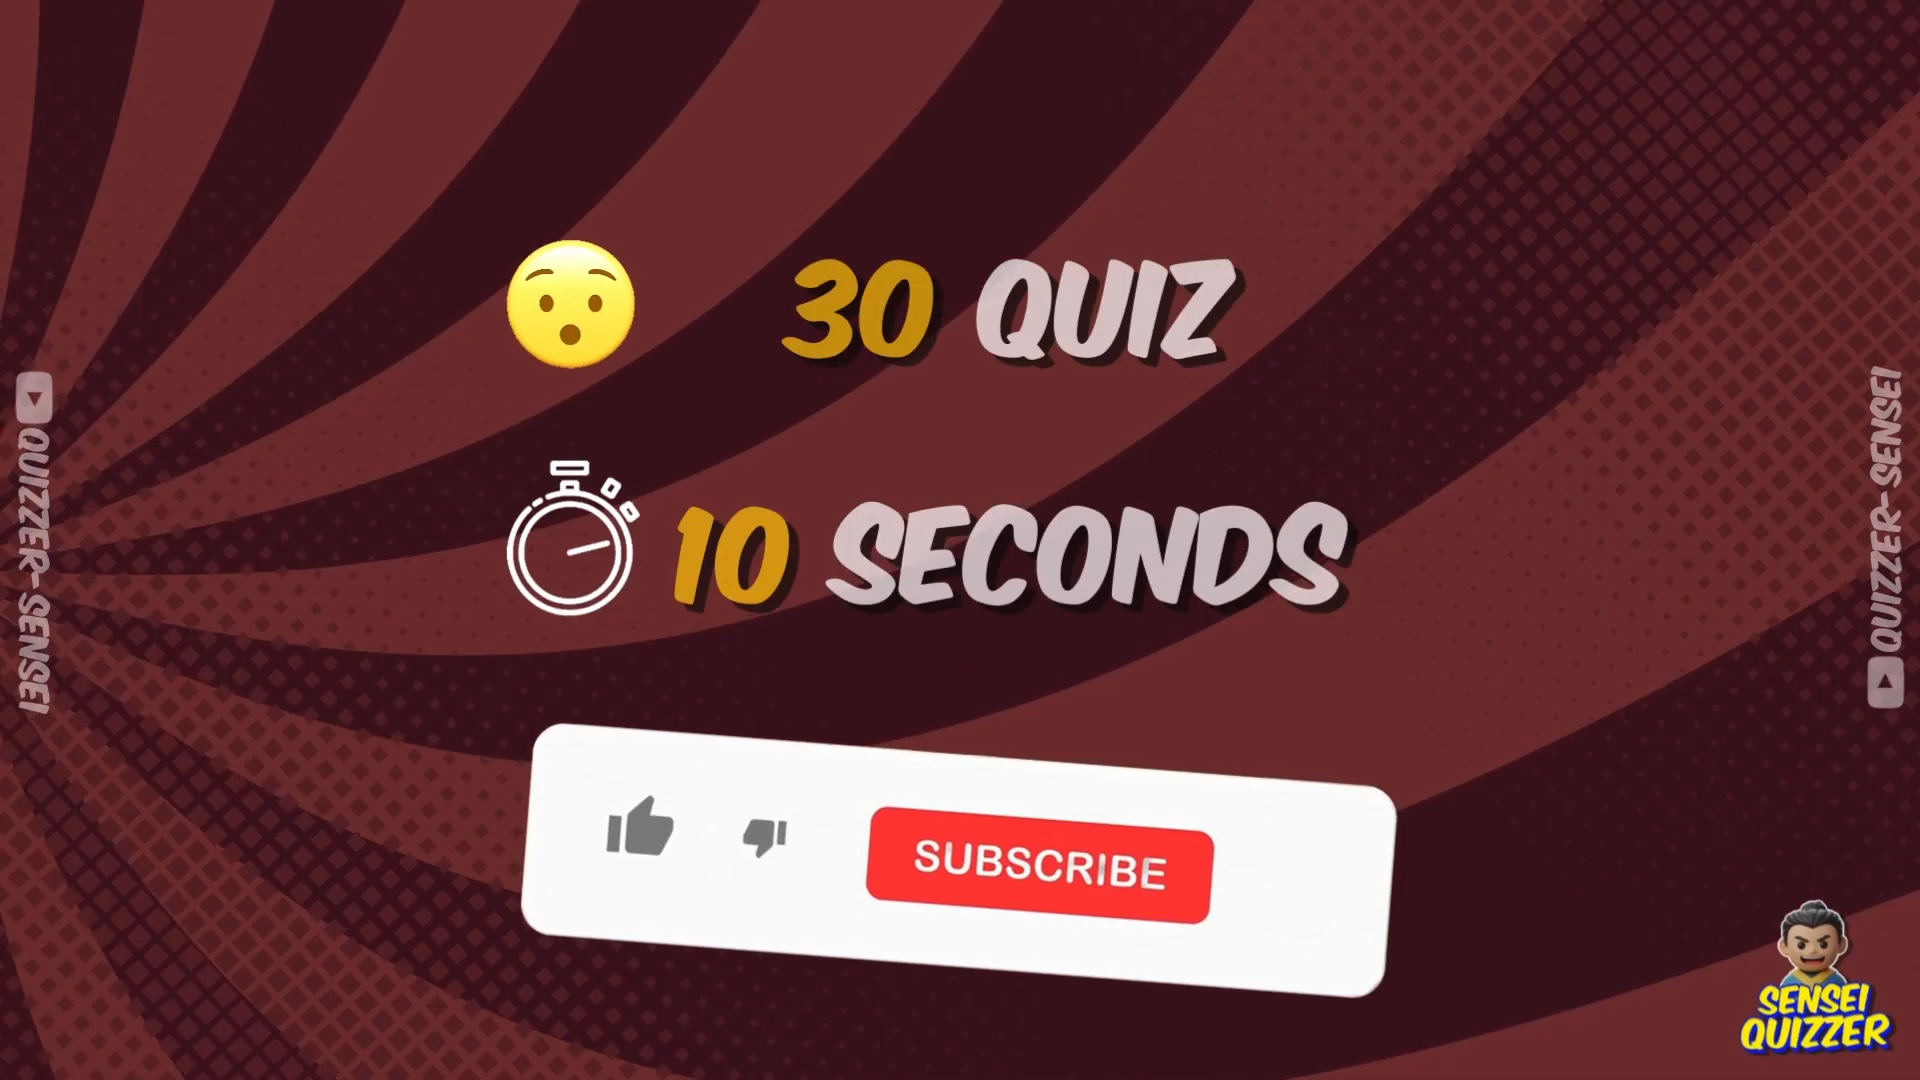 30 QUIZ
10 SECONDS
SUBSCRIBE
QUIZZER-SENSEI
QUIZZER-SENSEI
SENSEI
QUIZZER